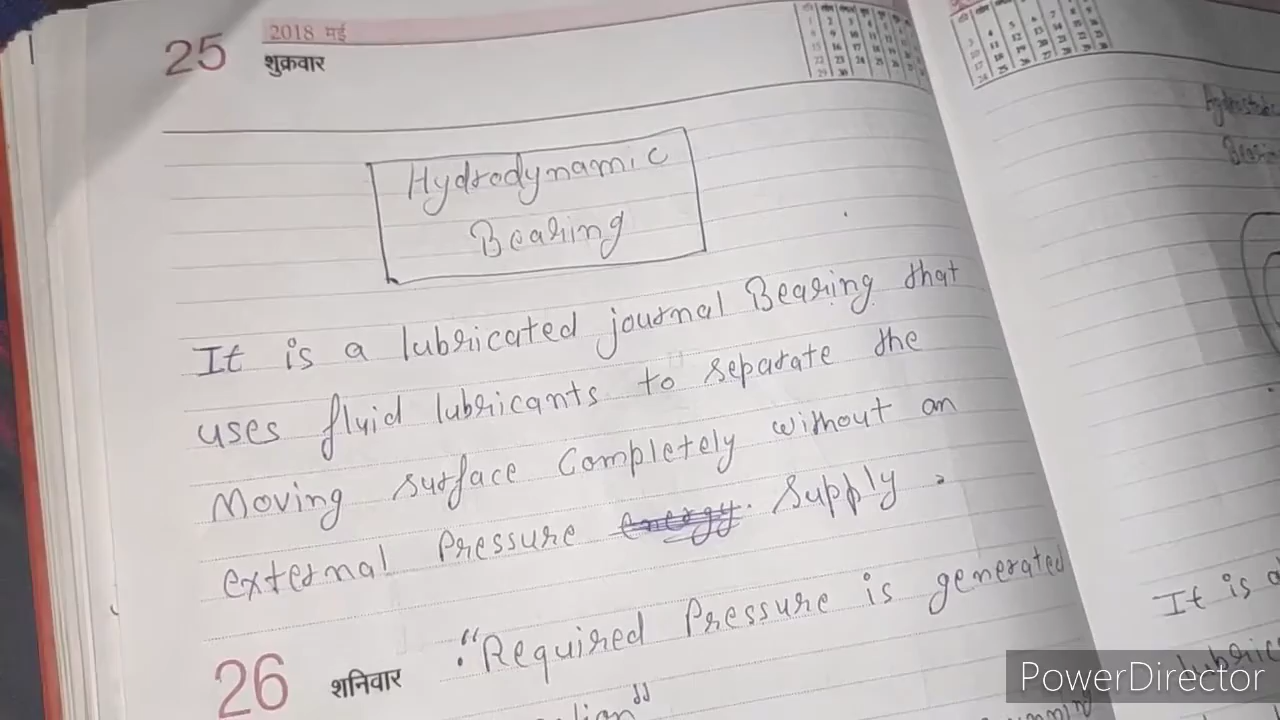 25
2018 मई
शुक्रवार
Hydrodynamic
Bearing
It is a lubricated journal Bearing that
uses fluid lubricants to separate the
Moving surface Completely without an
external Pressure energy Supply .
"Required Pressure is generated
26
शनिवार
Bearing
It is
PowerDirector